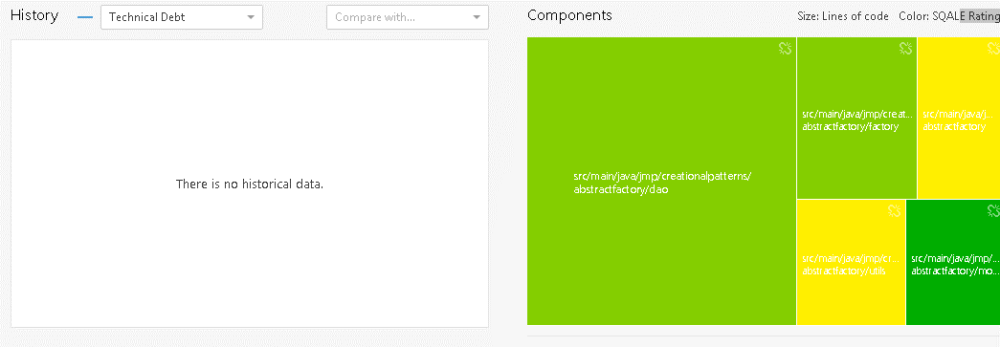 History
Technical Debt
Compare with...
There is no historical data.
Components
Size: Lines of code Color: SQALE Rating
src/main/java/jmp/creationalpatterns/
abstractfactory/dao
src/main/java/jmp/creat...
abstractfactory/factory
src/main/java/j...
abstractfactory
src/main/java/jmp/cr...
abstractfactory/utils
src/main/java/jmp/...
abstractfactory/mo...